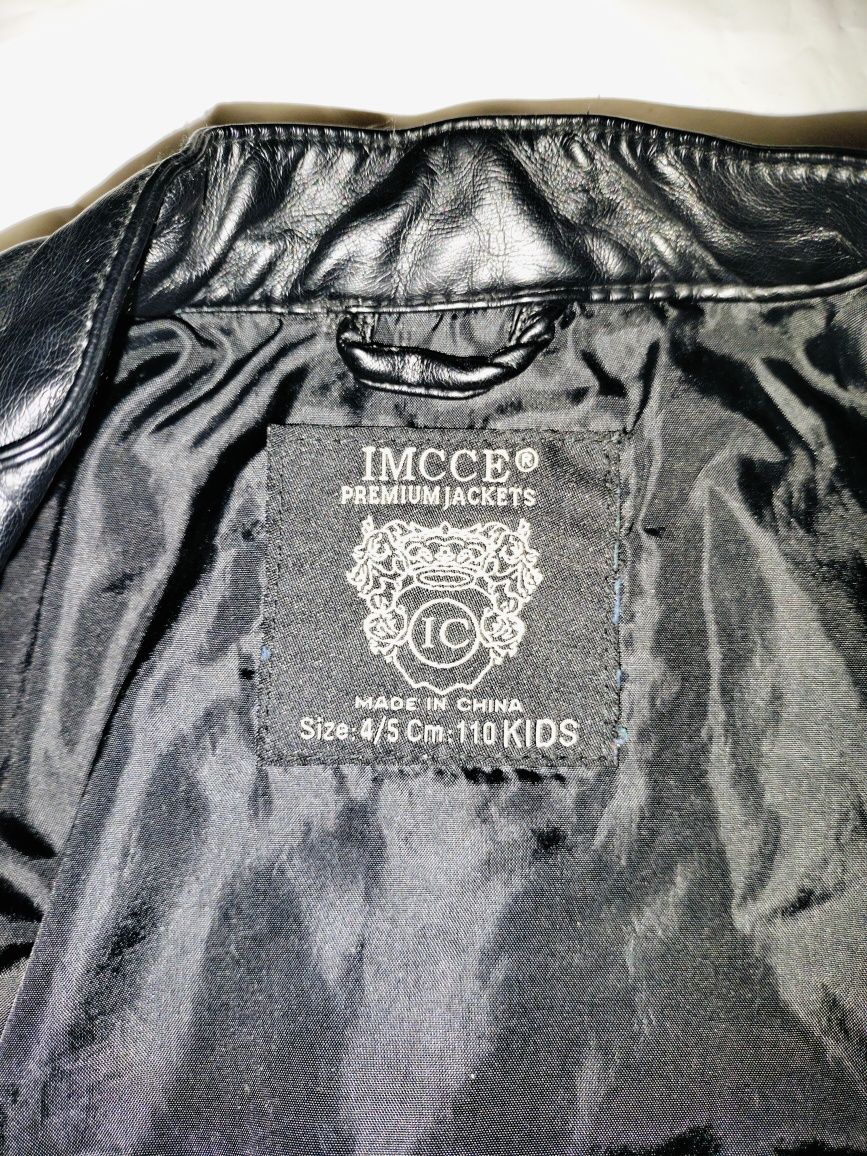 IMCCE®
PREMIUM JACKETS
IC
MADE IN CHINA
Size: 4/5 Cm: 110 KIDS